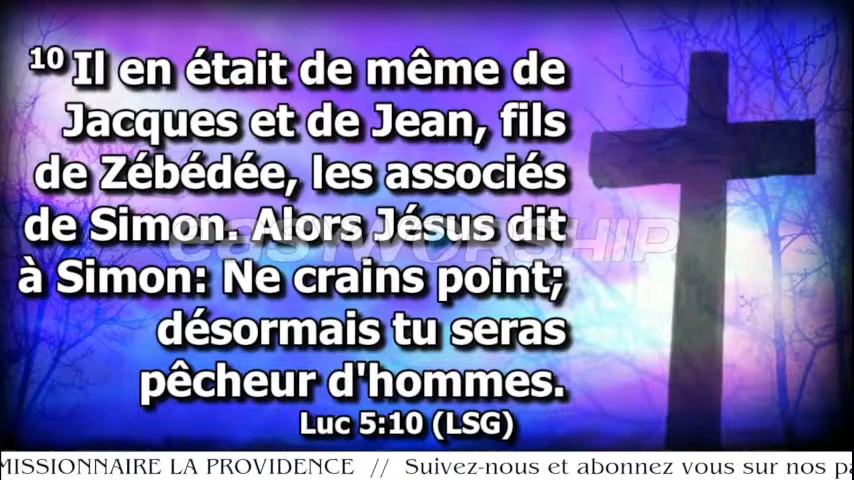 10 Il en était de même de
Jacques et de Jean, fils
de Zébédée, les associés
de Simon. Alors Jésus dit
à Simon: Ne crains point;
désormais tu seras
pêcheur d'hommes.
Luc 5:10 (LSG)
easyworship
MISSIONNAIRE LA PROVIDENCE // Suivez-nous et abonnez vous sur nos pa